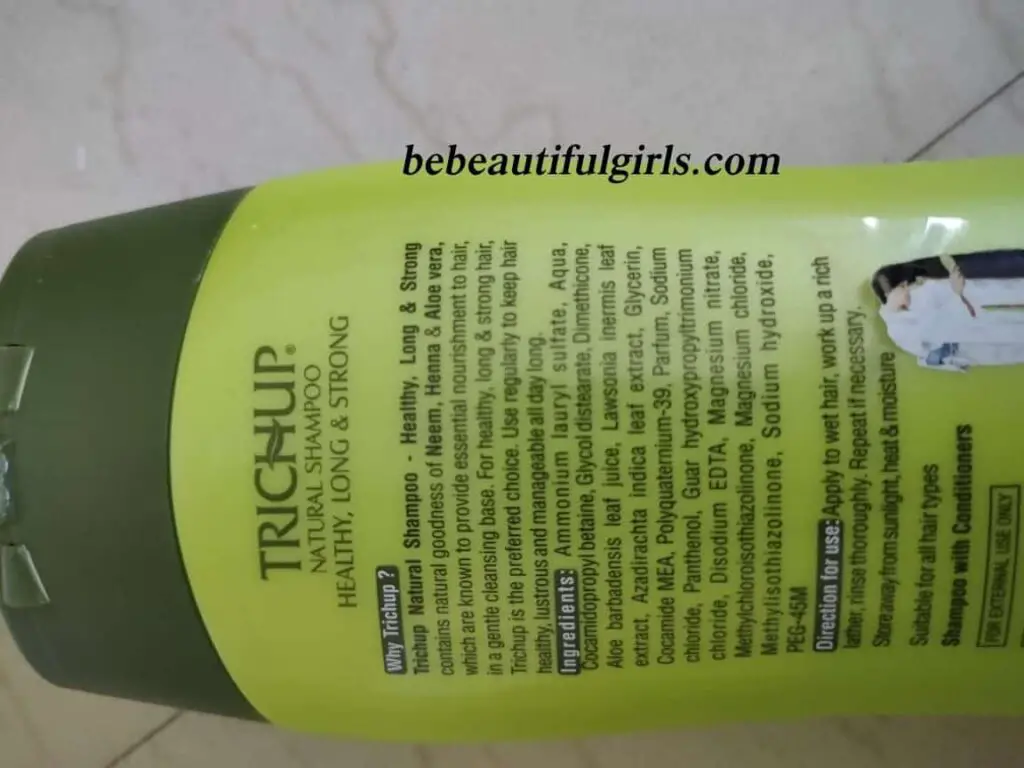 bebeautifulgirls.com
TRICHUP®
NATURAL SHAMPOO
HEALTHY, LONG & STRONG
Why Trichup ?
Trichup Natural Shampoo - Healthy, Long & Strong
contains natural goodness of Neem, Henna & Aloe vera,
which are known to provide essential nourishment to hair,
in a gentle cleansing base. For healthy, long & strong hair,
Trichup is the preferred choice. Use regularly to keep hair
healthy, lustrous and manageable all day long.
Ingredients: Ammonium lauryl sulfate, Aqua,
Cocamidopropyl betaine, Glycol distearate, Dimethicone,
Aloe barbadensis leaf juice, Lawsonia inermis leaf
extract, Azadirachta indica leaf extract, Glycerin,
Cocamide MEA, Polyquaternium-39, Parfum, Sodium
chloride, Panthenol, Guar hydroxypropyltrimonium
chloride, Disodium EDTA, Magnesium nitrate,
Methylchloroisothiazolinone, Magnesium chloride,
Methylisothiazolinone, Sodium hydroxide,
PEG-45M
Direction for use: Apply to wet hair, work up a rich
lather, rinse thoroughly. Repeat if necessary.
Store away from sunlight, heat & moisture
Suitable for all hair types
Shampoo with Conditioners
FOR EXTERNAL USE ONLY